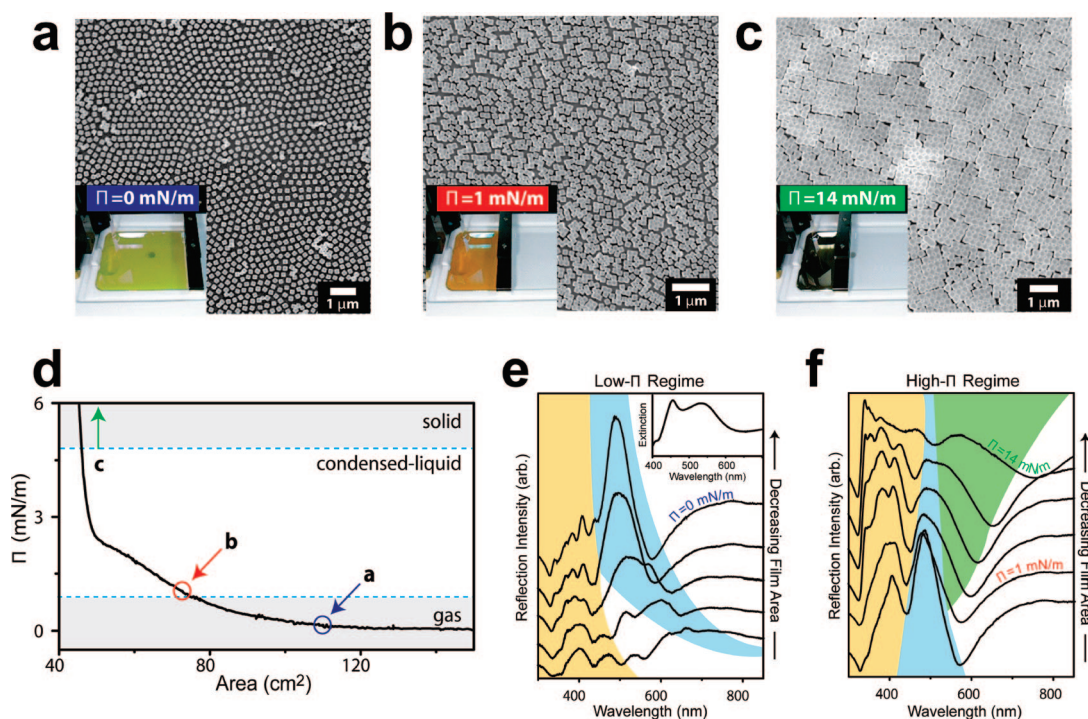 a
b
c
Π=0 mN/m
Π=1 mN/m
Π=14 mN/m
1 μm
1 μm
1 μm
d
6
3
0
Π (mN/m)
solid
condensed-liquid
gas
c
b
a
40
80
120
Area (cm²)
e
Low-Π Regime
Reflection Intensity (arb.)
Extinction
400 500 600
Wavelength (nm)
Π=0 mN/m
Decreasing Film Area
400
600
800
Wavelength (nm)
f
High-Π Regime
Reflection Intensity (arb.)
Π=14 mN/m
Π=1 mN/m
Decreasing Film Area
400
600
800
Wavelength (nm)